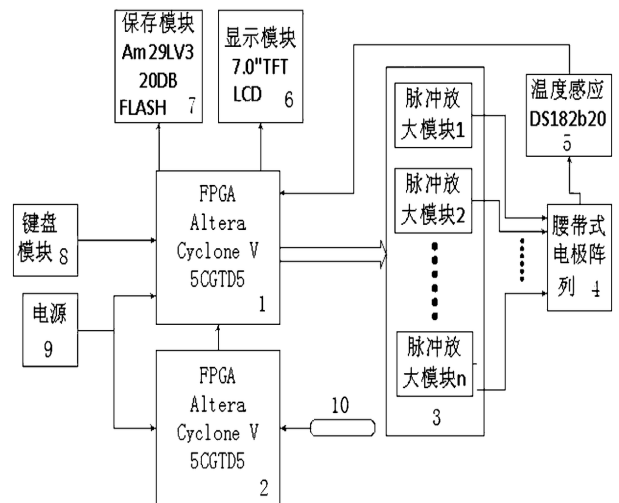 保存模块
Am29LV3
20DB
FLASH 7
显示模块
7.0"TFT
LCD 6
脉冲放
大模块1
脉冲放
大模块2
脉冲放
大模块n
3
温度感应
DS182b20
5
腰带式
电极阵
列 4
键盘
模块 8
电源
9
FPGA
Altera
Cyclone V
5CGTD5
1
FPGA
Altera
Cyclone V
5CGTD5
2
10